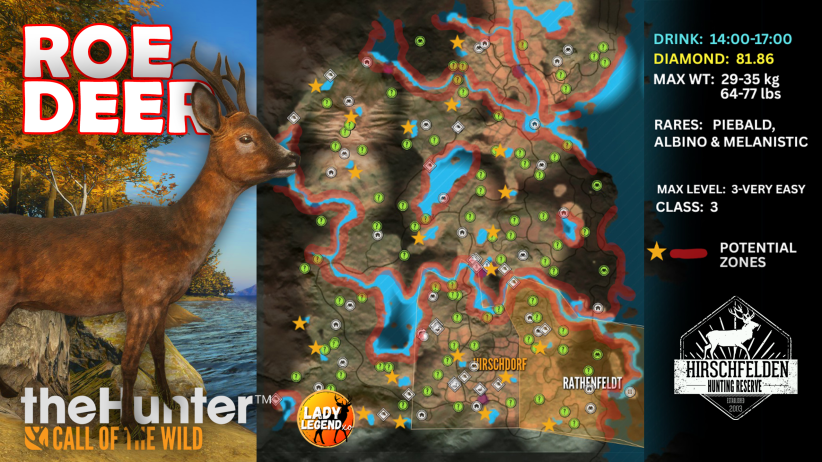 ROE
DEER
theHunter™
CALL OF THE WILD
LADY
LEGEND
HIRSCHDORF
RATHENFELDT
DRINK: 14:00-17:00
DIAMOND: 81.86
MAX WT: 29-35 kg
64-77 lbs
RARES: PIEBALD,
ALBINO & MELANISTIC
MAX LEVEL: 3-VERY EASY
CLASS: 3
POTENTIAL
ZONES
HIRSCHFELDEN
HUNTING RESERVE
2013